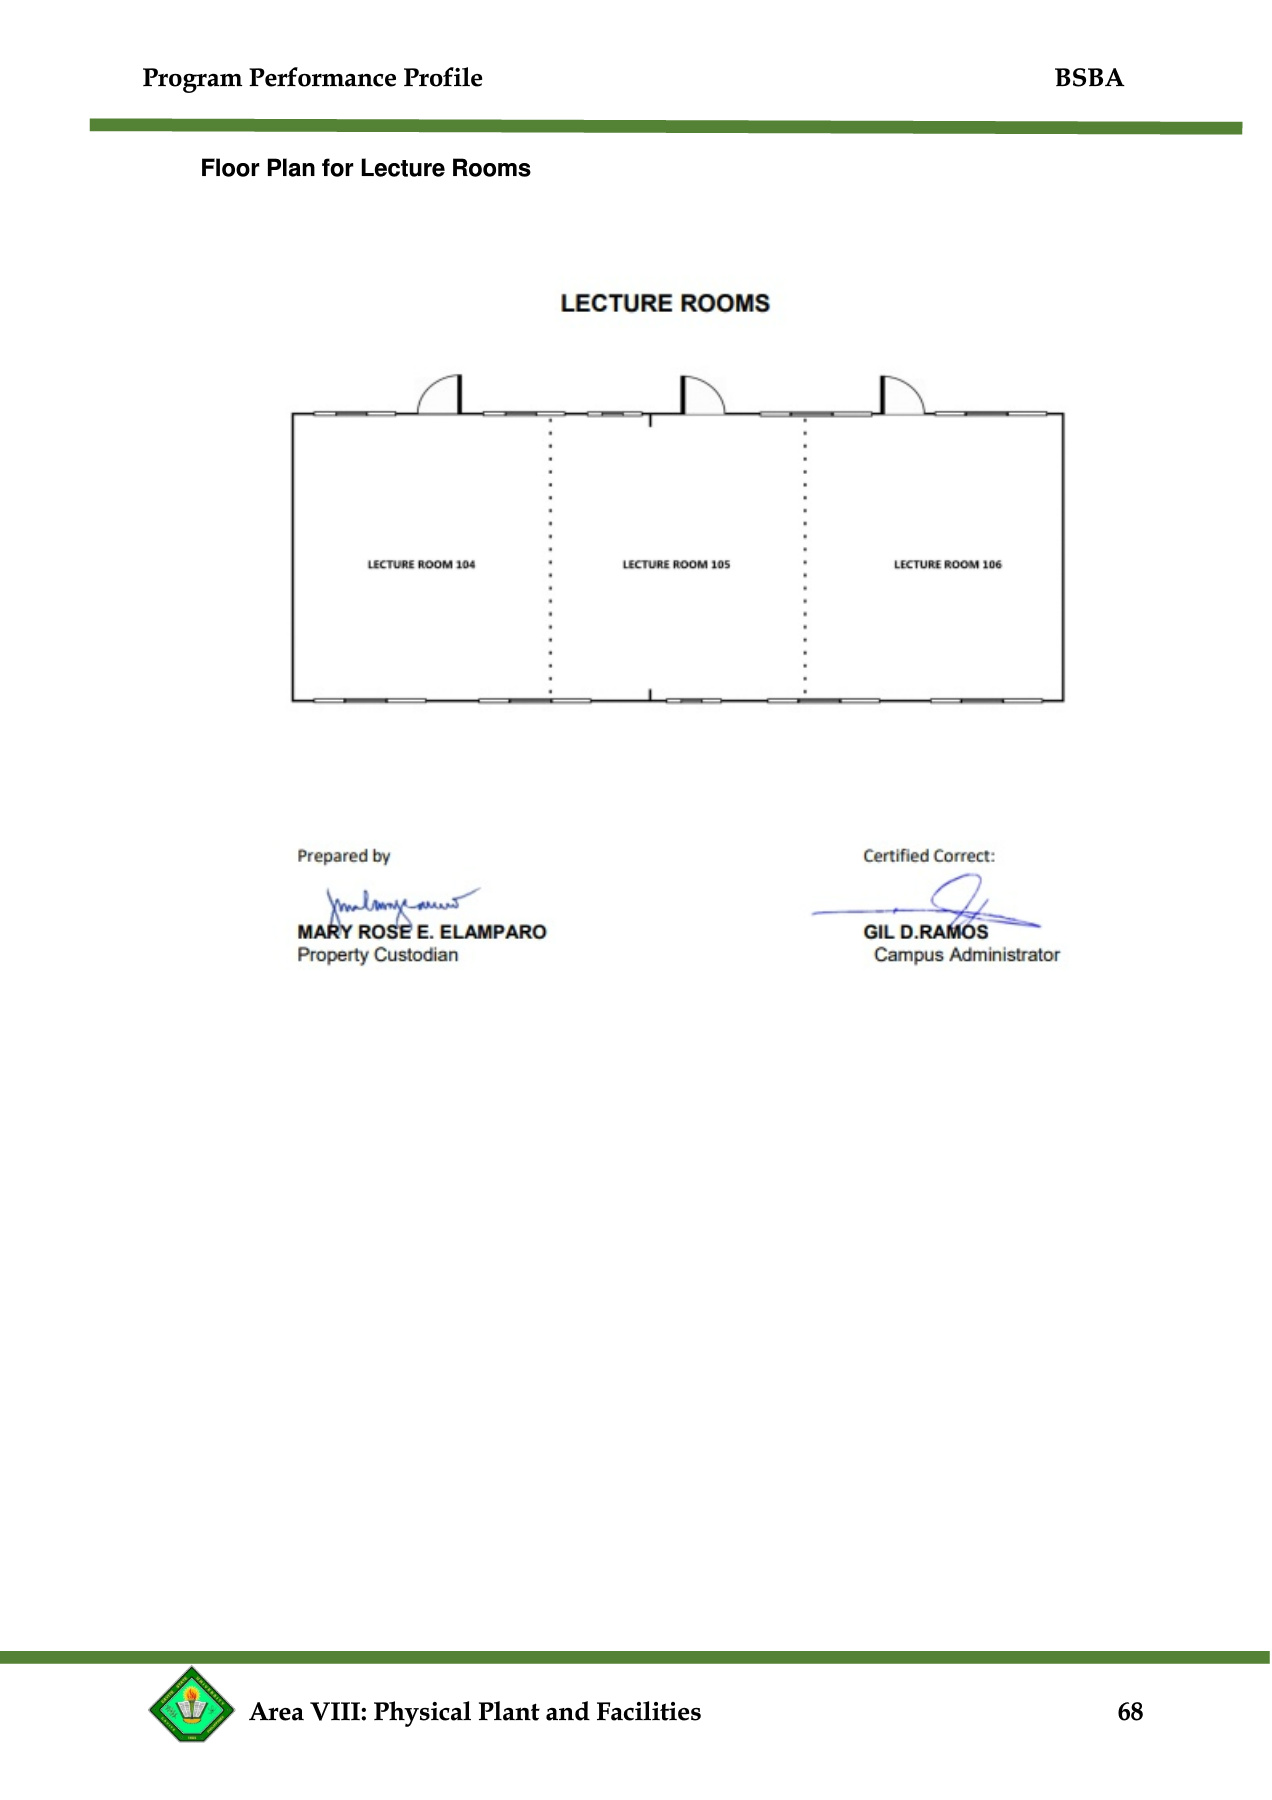 Program Performance Profile BSBA
Floor Plan for Lecture Rooms
LECTURE ROOMS
LECTURE ROOM 104 LECTURE ROOM 105 LECTURE ROOM 106
Prepared by Certified Correct:
MARY ROSE E. ELAMPARO GIL D.RAMOS
Property Custodian Campus Administrator
Area VIII: Physical Plant and Facilities 68